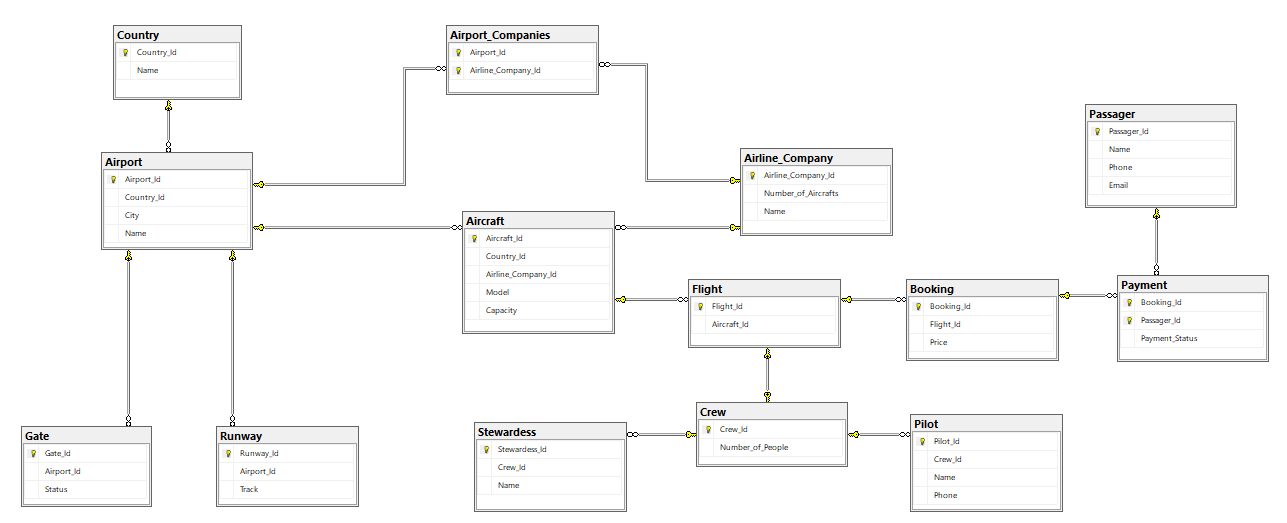 Country
Country_Id
Name
Airport_Companies
Airport_Id
Airline_Company_Id
Passager
Passager_Id
Name
Phone
Email
Airport
Airport_Id
Country_Id
City
Name
Airline_Company
Airline_Company_Id
Number_of_Aircrafts
Name
Aircraft
Aircraft_Id
Country_Id
Airline_Company_Id
Model
Capacity
Flight
Flight_Id
Aircraft_Id
Booking
Booking_Id
Flight_Id
Price
Payment
Booking_Id
Passager_Id
Payment_Status
Gate
Gate_Id
Airport_Id
Status
Runway
Runway_Id
Airport_Id
Track
Stewardess
Stewardess_Id
Crew_Id
Name
Crew
Crew_Id
Number_of_People
Pilot
Pilot_Id
Crew_Id
Name
Phone